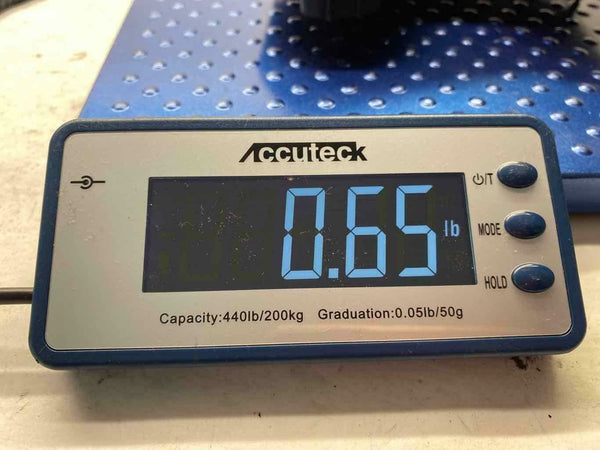 Accuteck
⏻/T
0.65 lb
MODE
HOLD
Capacity:440lb/200kg Graduation:0.05lb/50g